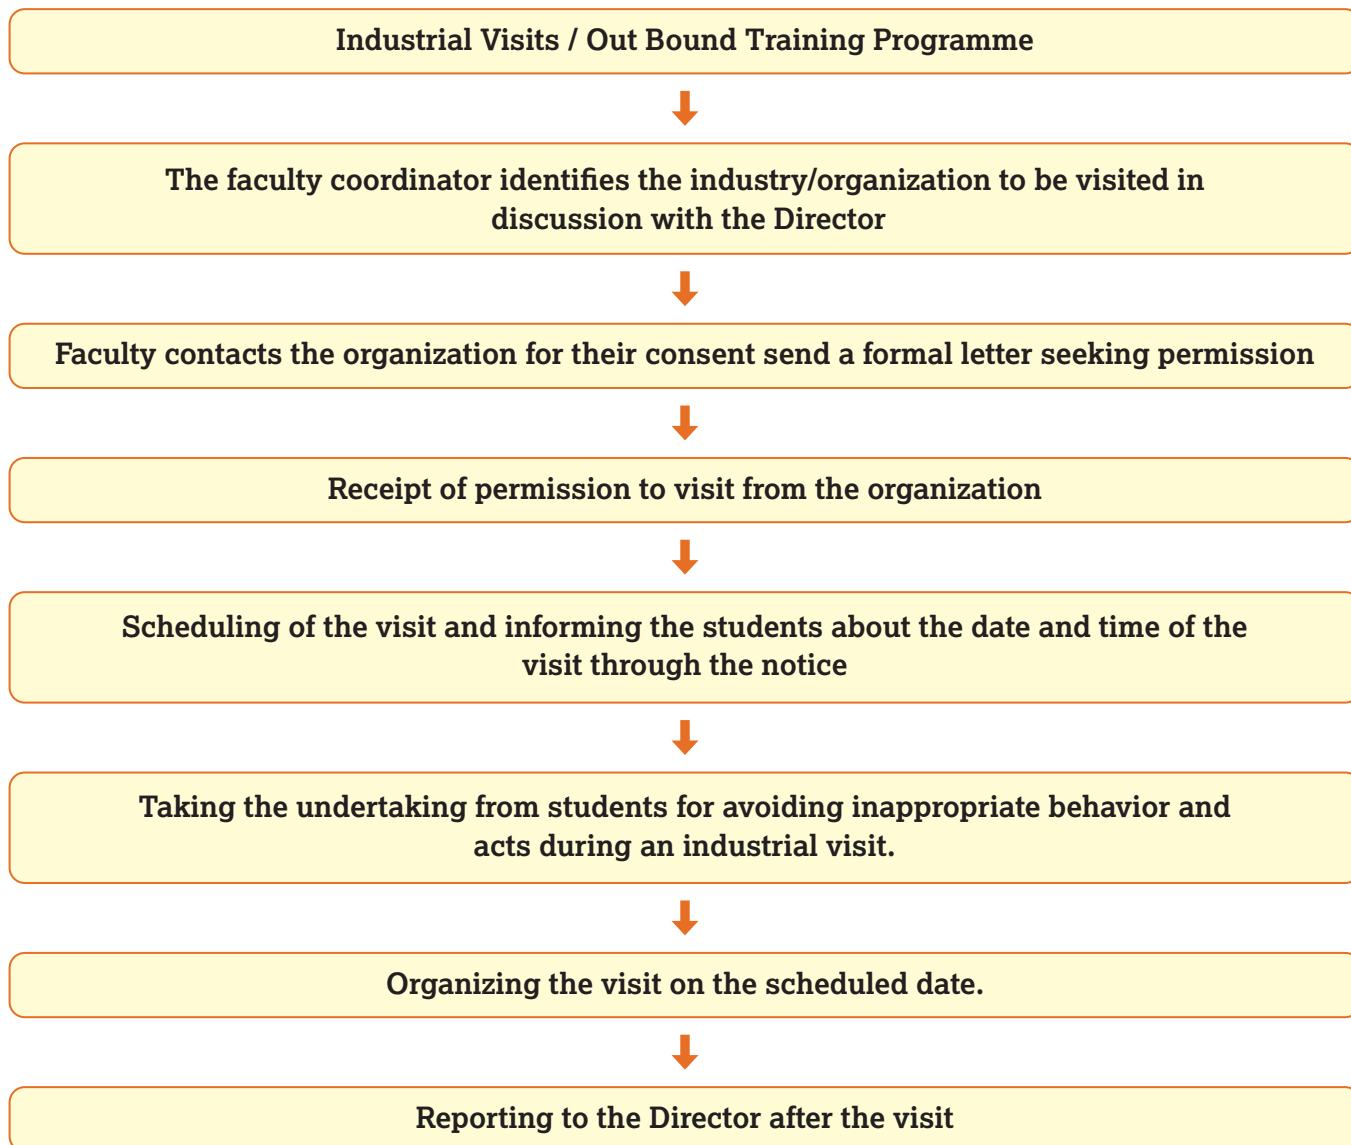 Industrial Visits / Out Bound Training Programme
The faculty coordinator identifies the industry/organization to be visited in
discussion with the Director
Faculty contacts the organization for their consent send a formal letter seeking permission
Receipt of permission to visit from the organization
Scheduling of the visit and informing the students about the date and time of the
visit through the notice
Taking the undertaking from students for avoiding inappropriate behavior and
acts during an industrial visit.
Organizing the visit on the scheduled date.
Reporting to the Director after the visit